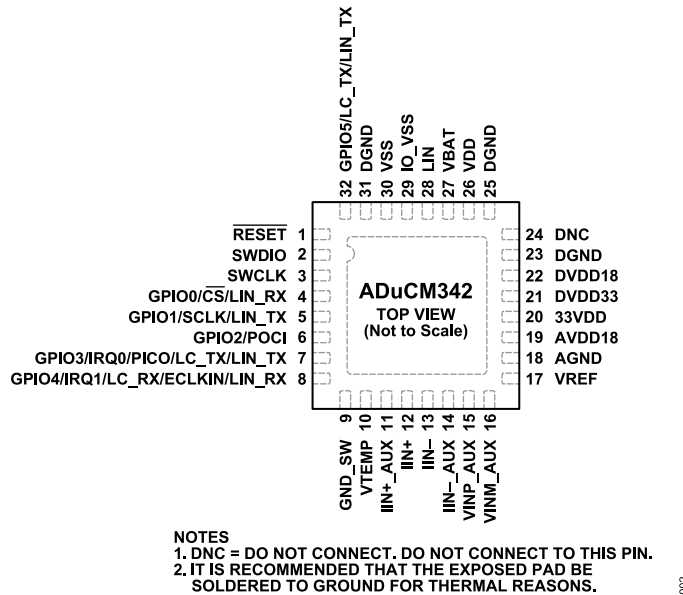 32 GPIO5/LC_TX/LIN_TX
31 DGND
30 VSS
29 IO_VSS
28 LIN
27 VBAT
26 VDD
25 DGND
RESET 1
SWDIO 2
SWCLK 3
GPIO0/CS/LIN_RX 4
GPIO1/SCLK/LIN_TX 5
GPIO2/POCI 6
GPIO3/IRQ0/PICO/LC_TX/LIN_TX 7
GPIO4/IRQ1/LC_RX/ECLKIN/LIN_RX 8
ADuCM342
TOP VIEW
(Not to Scale)
24 DNC
23 DGND
22 DVDD18
21 DVDD33
20 33VDD
19 AVDD18
18 AGND
17 VREF
GND_SW 9
VTEMP 10
IIN+_AUX 11
IIN+ 12
IIN– 13
IIN–_AUX 14
VINP_AUX 15
VINM_AUX 16
NOTES
1. DNC = DO NOT CONNECT. DO NOT CONNECT TO THIS PIN.
2. IT IS RECOMMENDED THAT THE EXPOSED PAD BE
SOLDERED TO GROUND FOR THERMAL REASONS.
002